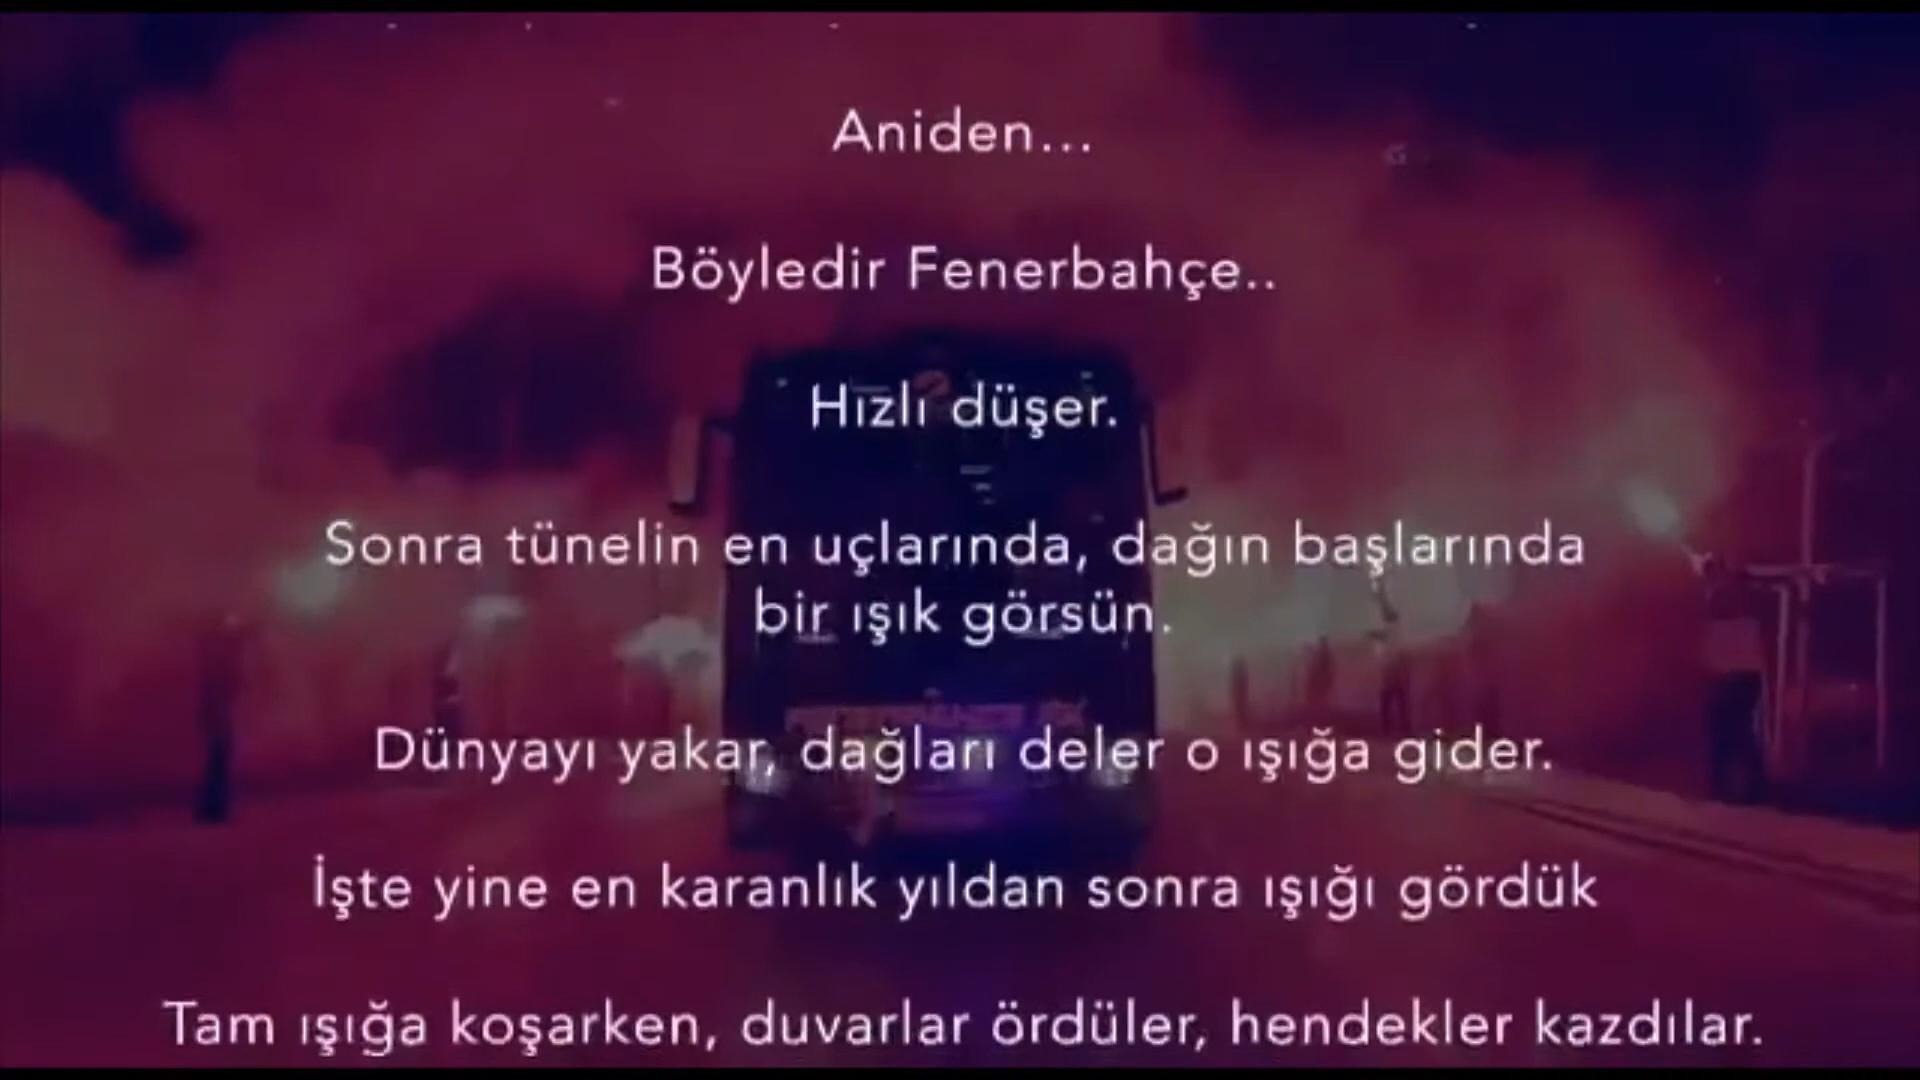 Aniden...
Böyledir Fenerbahçe..
Hızlı düşer.
Sonra tünelin en uçlarında, dağın başlarında
bir ışık görsün.
Dünyayı yakar, dağları deler o ışığa gider.
İşte yine en karanlık yıldan sonra ışığı gördük
Tam ışığa koşarken, duvarlar ördüler, hendekler kazdılar.